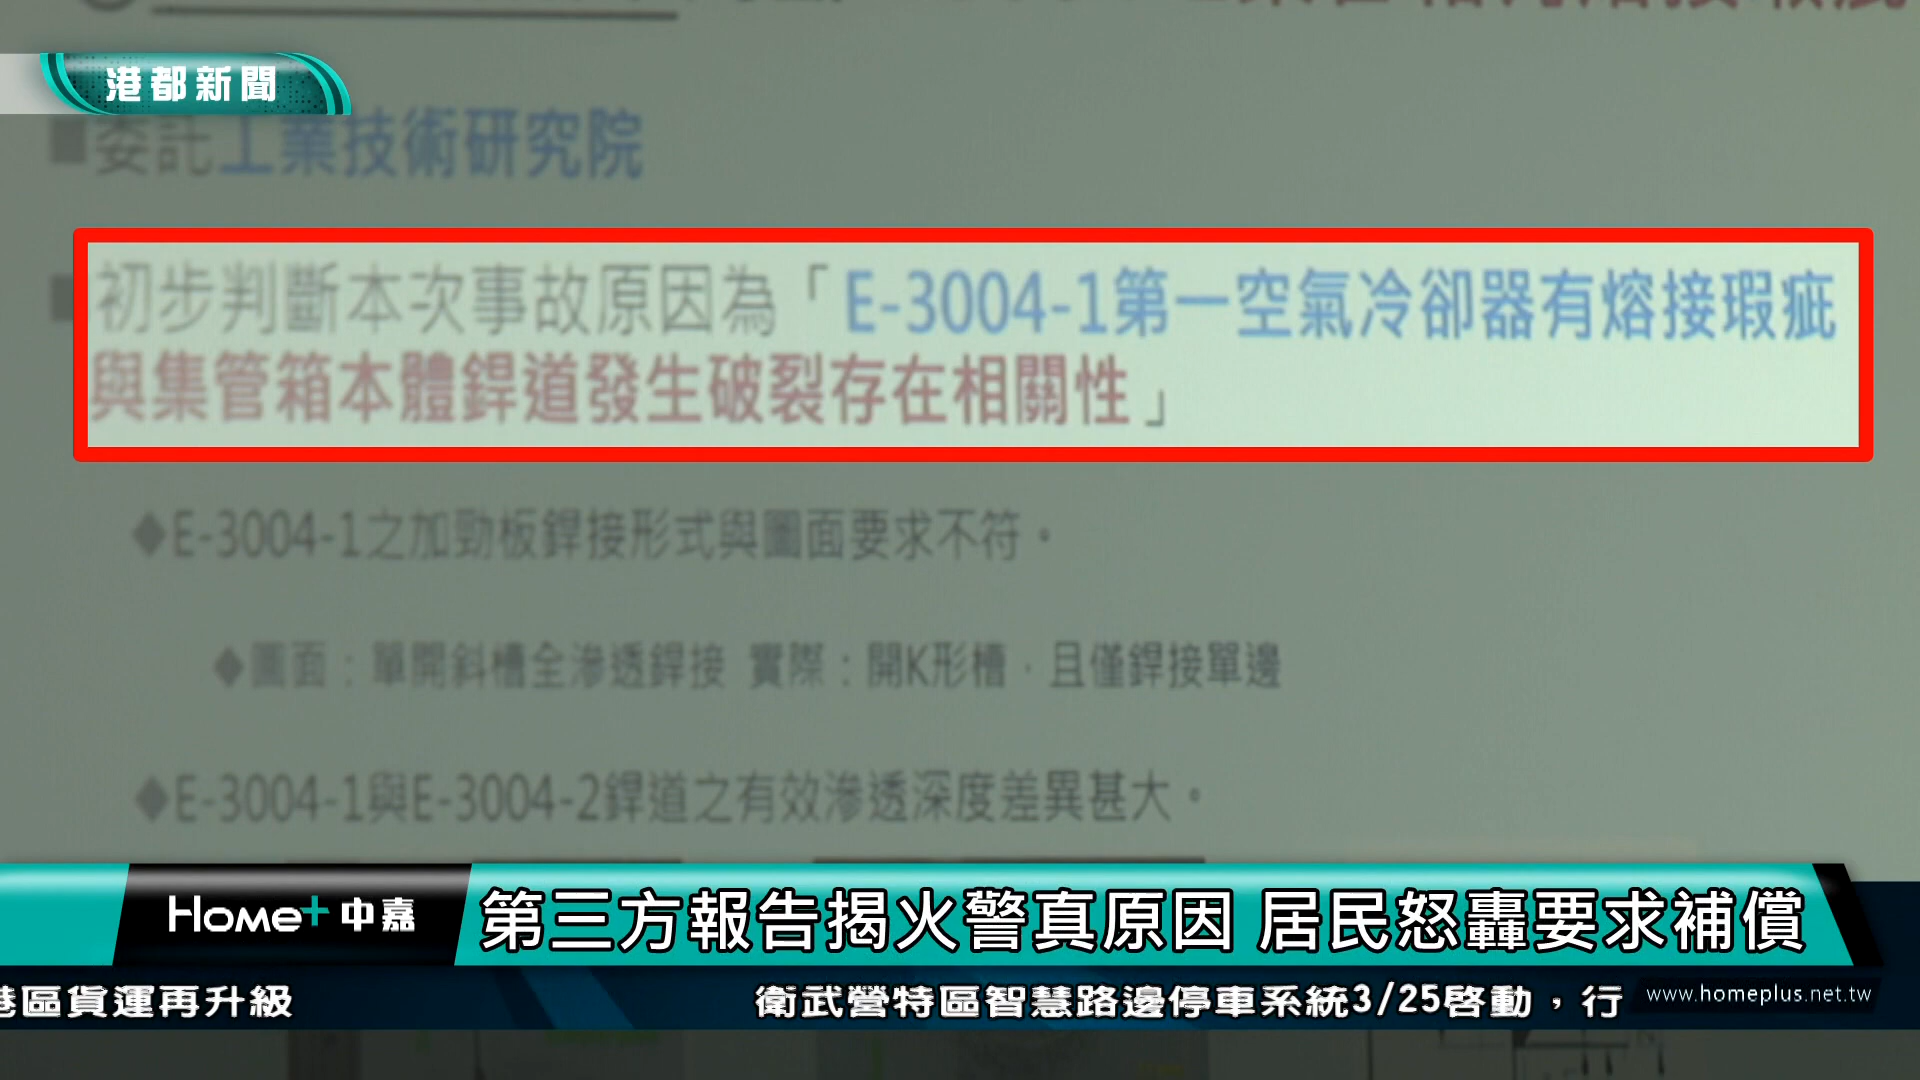 港都新聞
■委託工業技術研究院
■初步判斷本次事故原因為「E-3004-1第一空氣冷卻器有熔接瑕疵
與集管箱本體銲道發生破裂存在相關性」
◆E-3004-1之加勁板銲接形式與圖面要求不符。
◆圖面：單開斜槽全滲透銲接 實際：開K形槽，且僅銲接單邊
◆E-3004-1與E-3004-2銲道之有效滲透深度差異甚大。
Home+中嘉
第三方報告揭火警真原因 居民怒轟要求補償
港區貨運再升級 衛武營特區智慧路邊停車系統3/25啓動，行
www.homeplus.net.tw